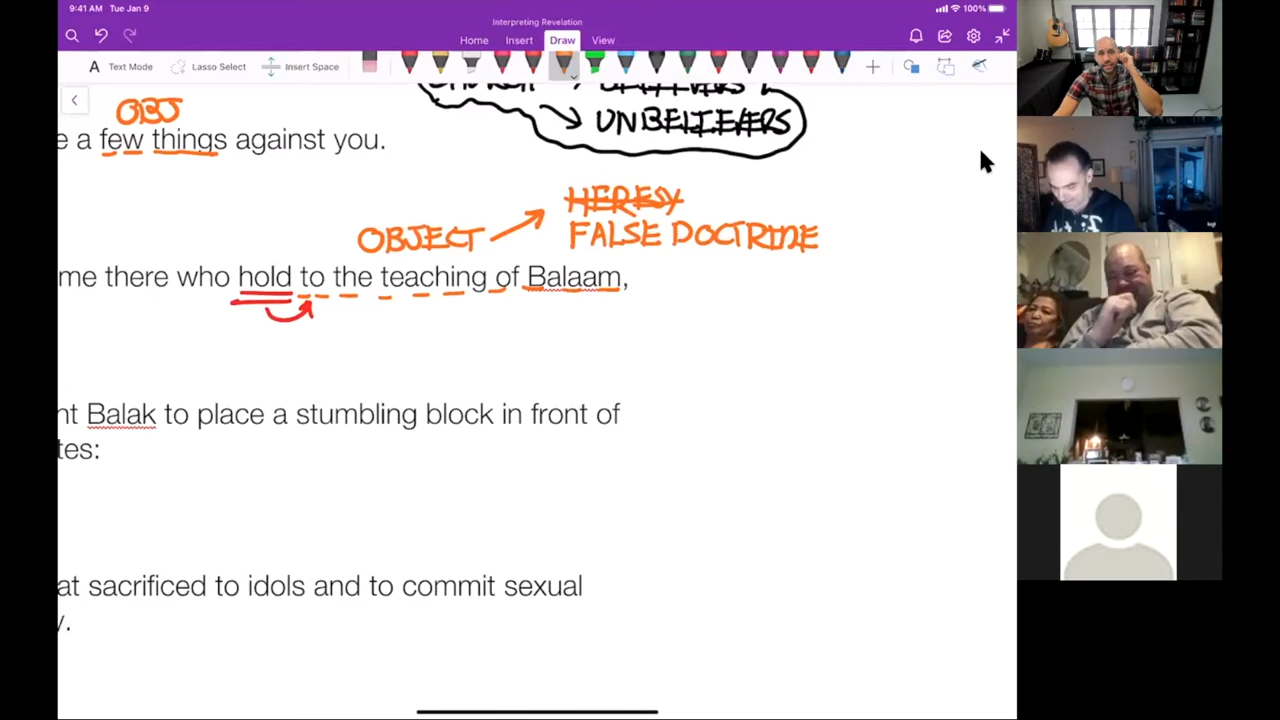 9:41 AM Tue Jan 9
100%
Interpreting Revelation
Home Insert Draw View
Text Mode Lasso Select Insert Space
UNBELIEVERS
OBJ
e a few things against you.
HERESY
OBJECT
FALSE DOCTRINE
me there who hold to the teaching of Balaam,
nt Balak to place a stumbling block in front of
tes:
at sacrificed to idols and to commit sexual
y.